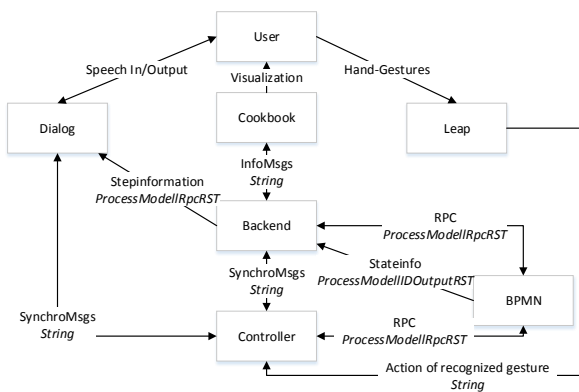 User
Speech In/Output
Hand-Gestures
Visualization
Dialog
Cookbook
Leap
InfoMsgs
String
Stepinformation
ProcessModellRpcRST
Backend
RPC
ProcessModellRpcRST
Stateinfo
ProcessModellIDOutputRST
SynchroMsgs
String
BPMN
SynchroMsgs
String
Controller
RPC
ProcessModellRpcRST
Action of recognized gesture
String